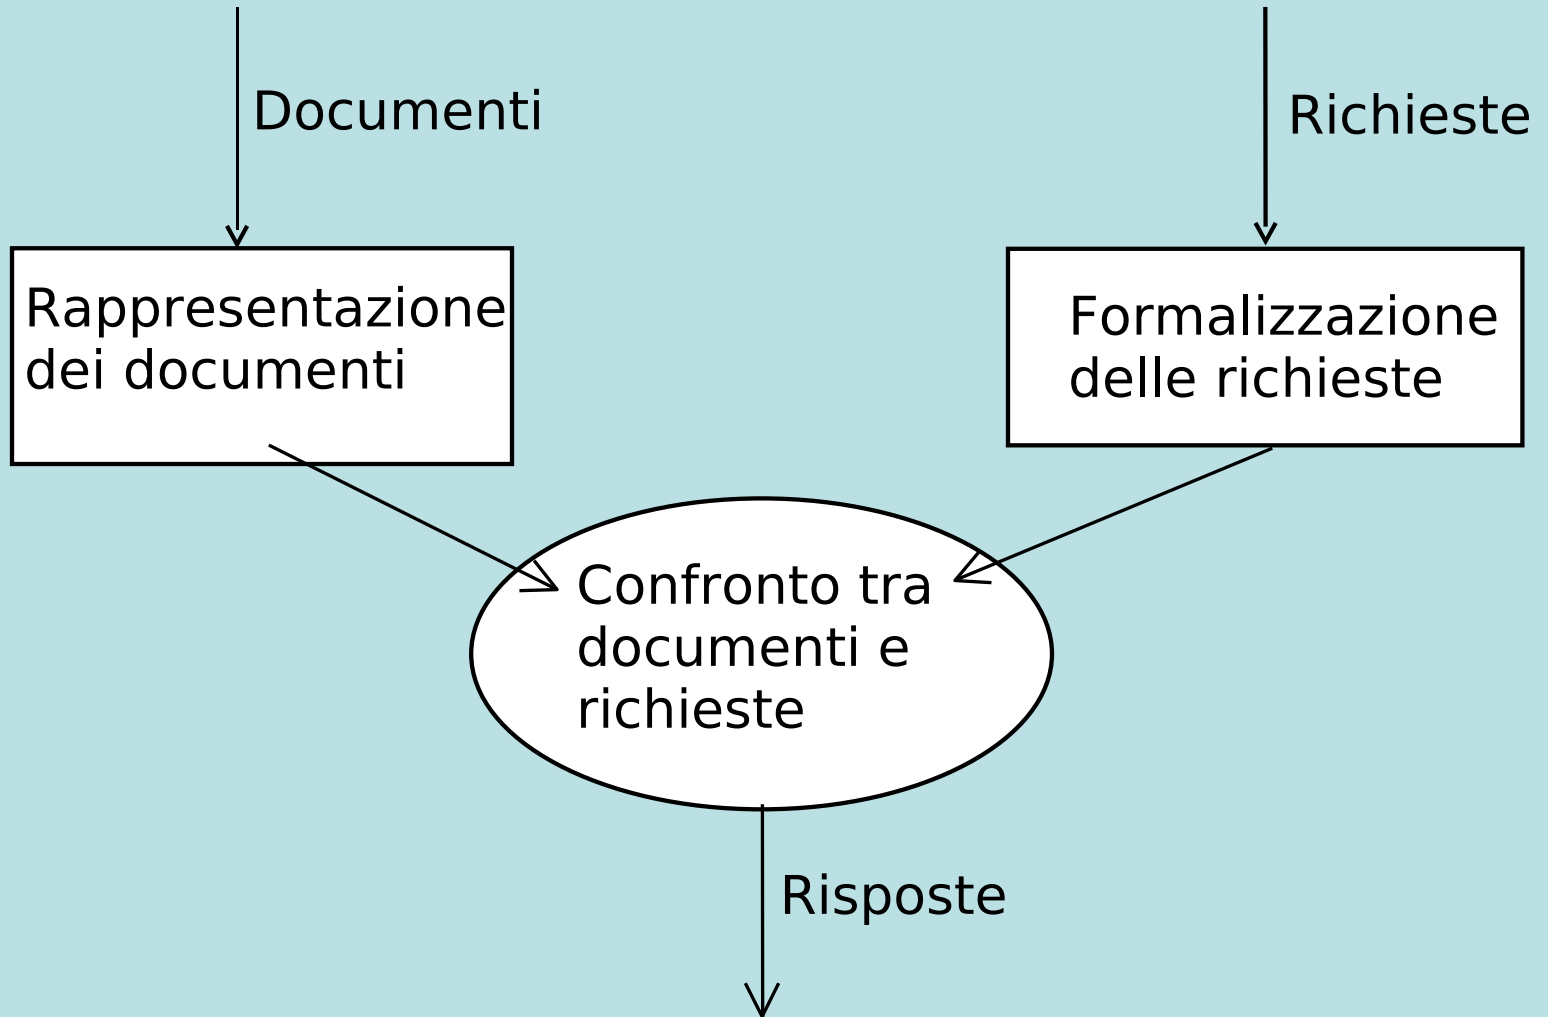 Documenti
Richieste
Rappresentazione
dei documenti
Formalizzazione
delle richieste
Confronto tra
documenti e
richieste
Risposte